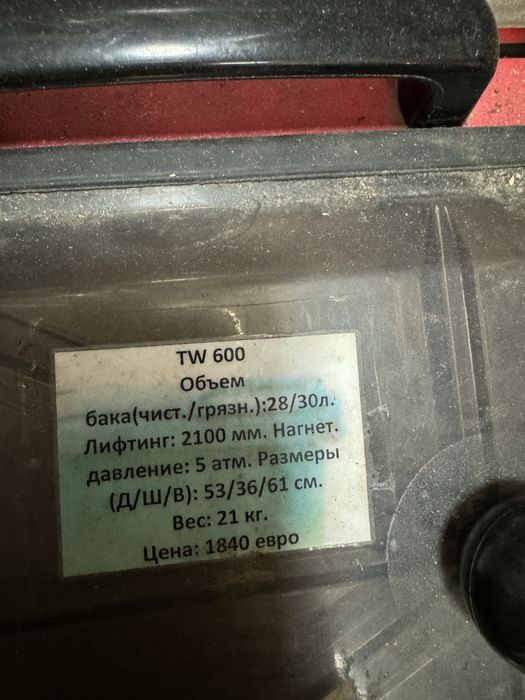 TW 600
Объем
бака(чист./грязн.):28/30л.
Лифтинг: 2100 мм. Нагнет.
давление: 5 атм. Размеры
(Д/Ш/В): 53/36/61 см.
Вес: 21 кг.
Цена: 1840 евро